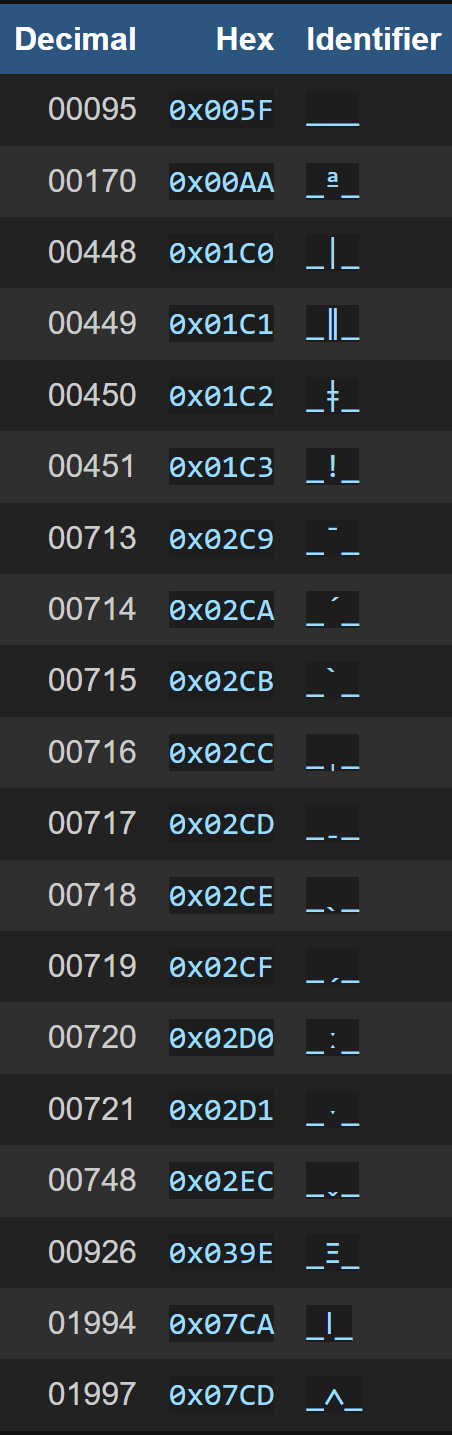 Decimal Hex Identifier
00095 0x005F ___
00170 0x00AA _ª_
00448 0x01C0 _ǀ_
00449 0x01C1 _ǁ_
00450 0x01C2 _ǂ_
00451 0x01C3 _ǃ_
00713 0x02C9 _ˉ_
00714 0x02CA _ˊ_
00715 0x02CB _ˋ_
00716 0x02CC _ˌ_
00717 0x02CD _ˍ_
00718 0x02CE _ˎ_
00719 0x02CF _ˏ_
00720 0x02D0 _ː_
00721 0x02D1 _ˑ_
00748 0x02EC _ˬ_
00926 0x039E _Ξ_
01994 0x07CA _ߊ_
01997 0x07CD _ߍ_